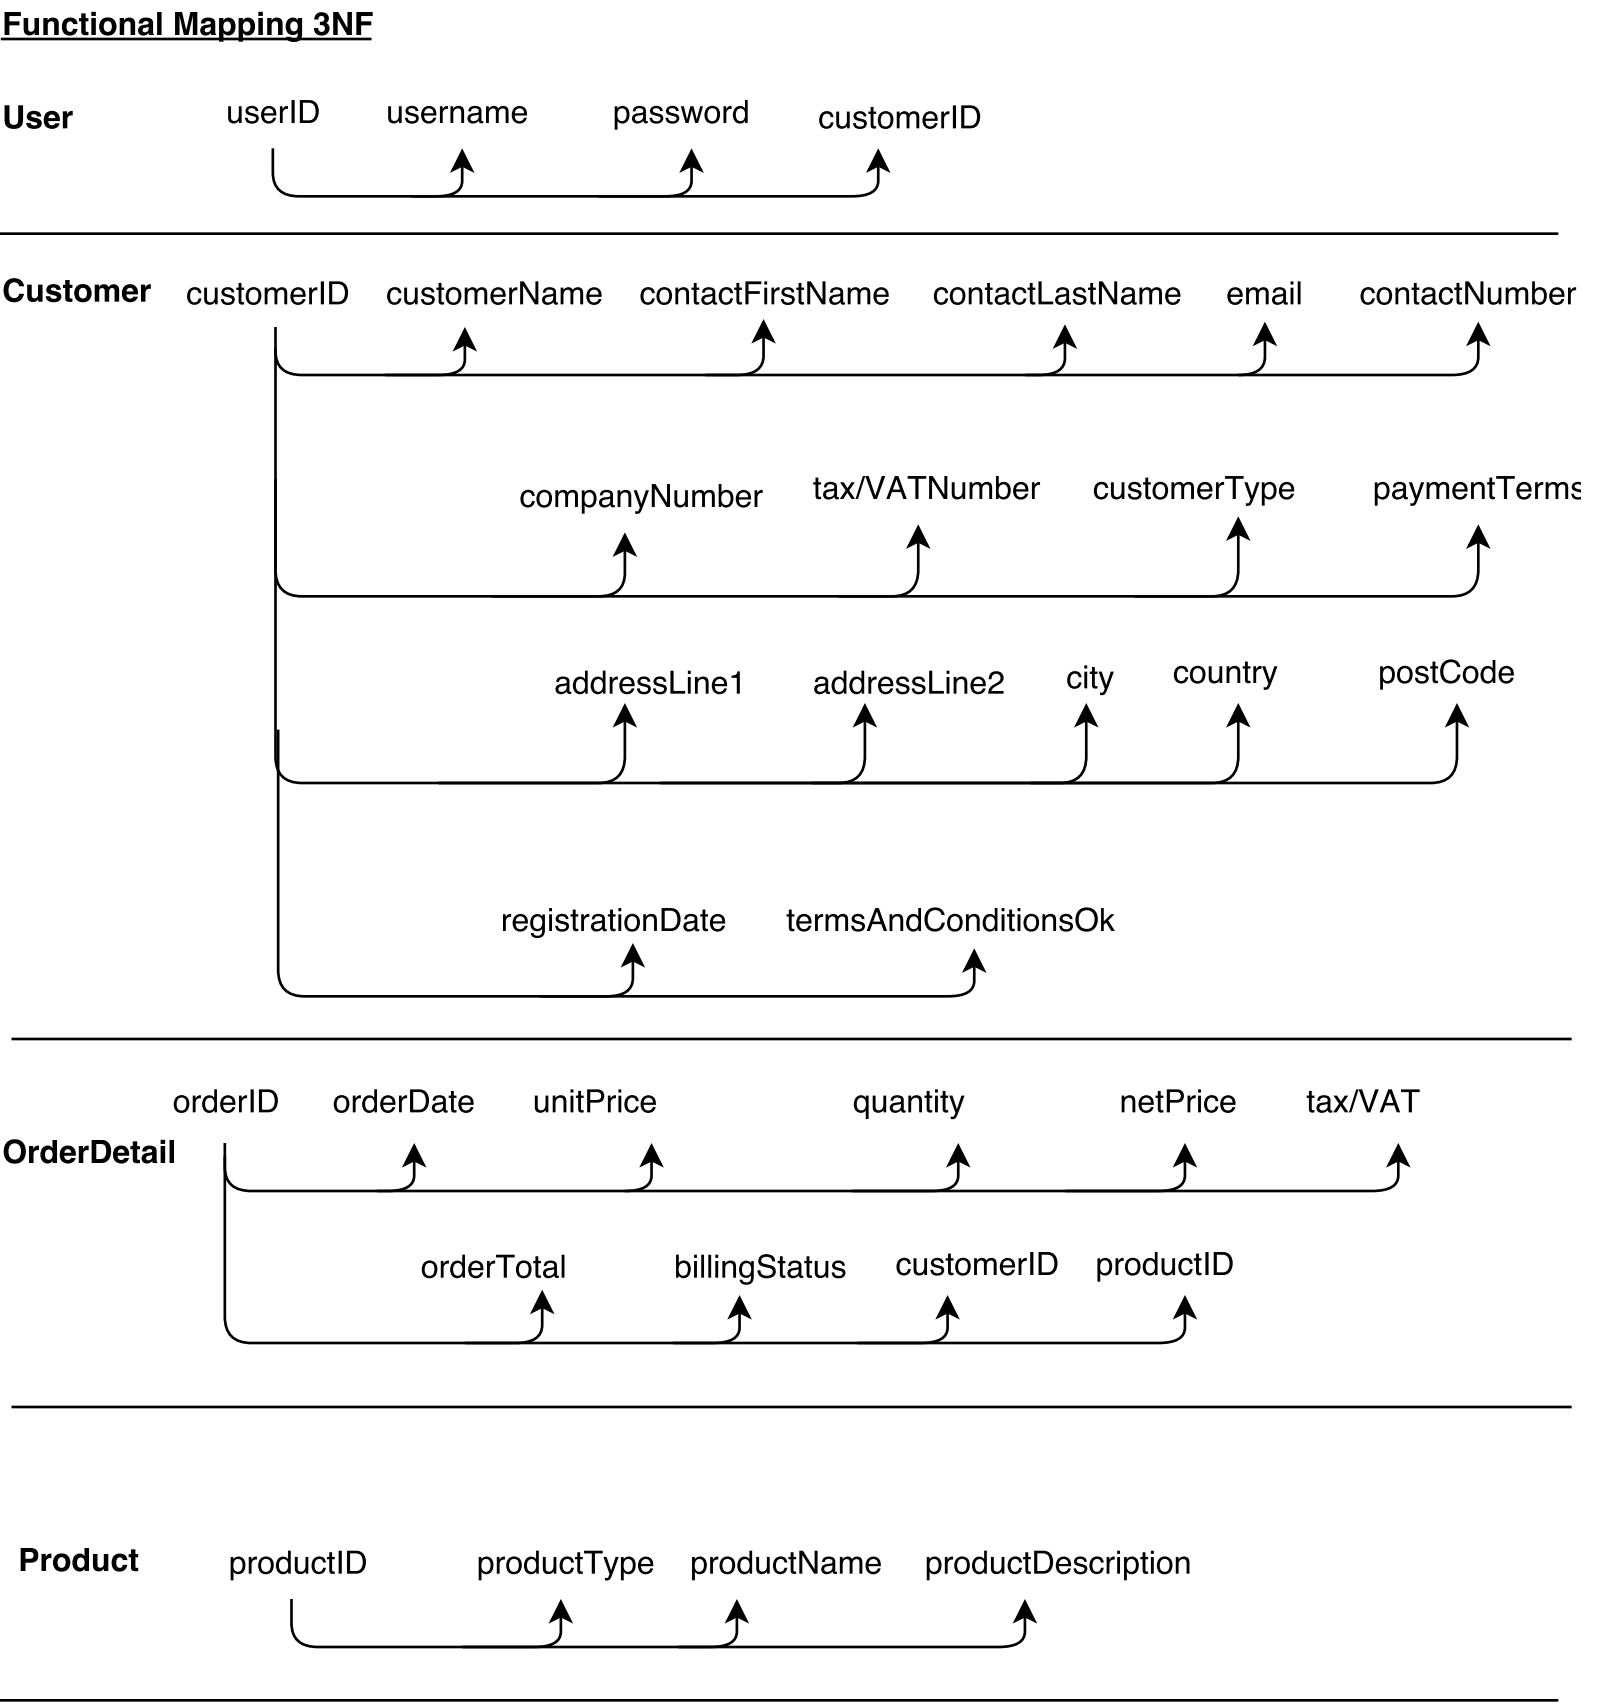 Functional Mapping 3NF
User userID username password customerID
Customer customerID customerName contactFirstName contactLastName email contactNumber
companyNumber tax/VATNumber customerType paymentTerms
addressLine1 addressLine2 city country postCode
registrationDate termsAndConditionsOk
orderID orderDate unitPrice quantity netPrice tax/VAT
OrderDetail
orderTotal billingStatus customerID productID
Product productID productType productName productDescription